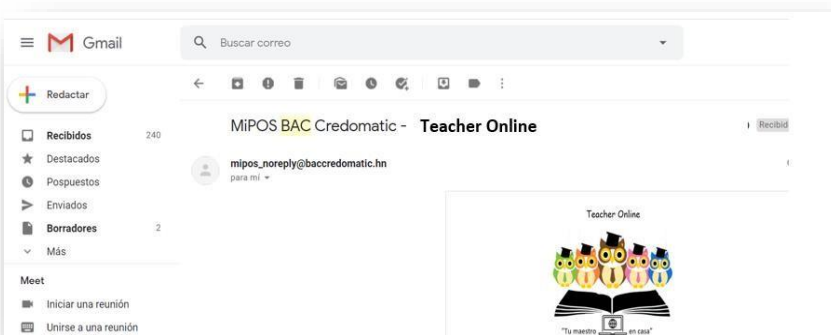 Gmail
Buscar correo
Redactar
MiPOS BAC Credomatic - Teacher Online
Recibidos 240
Destacados
mipos_noreply@baccredomatic.hn
para mí
Pospuestos
Enviados
Borradores 2
Más
Teacher Online
Meet
Iniciar una reunión
Unirse a una reunión
"Tu maestro en casa"